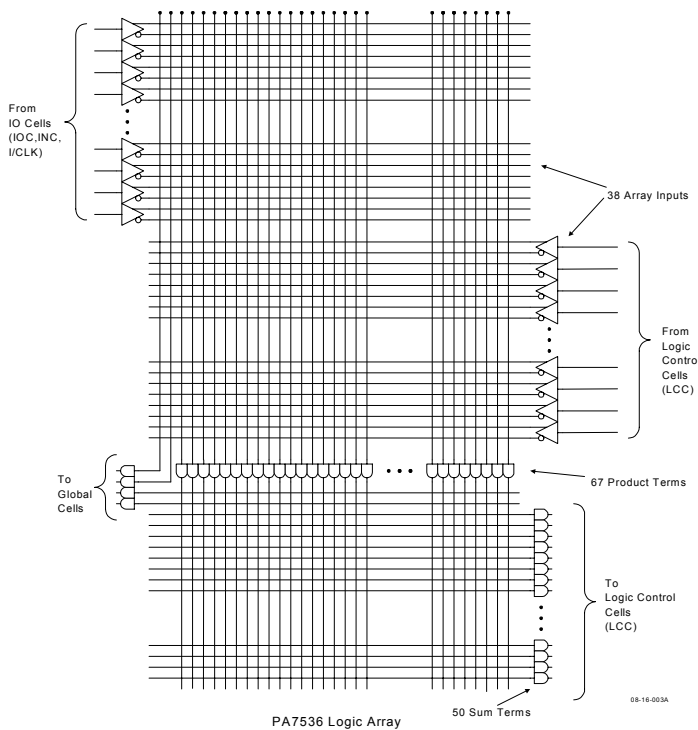 From
IO Cells
(IOC,INC,
I/CLK)
38 Array Inputs
From
Logic
Contro
Cells
(LCC)
To
Global
Cells
67 Product Terms
To
Logic Control
Cells
(LCC)
08-16-003A
50 Sum Terms
PA7536 Logic Array